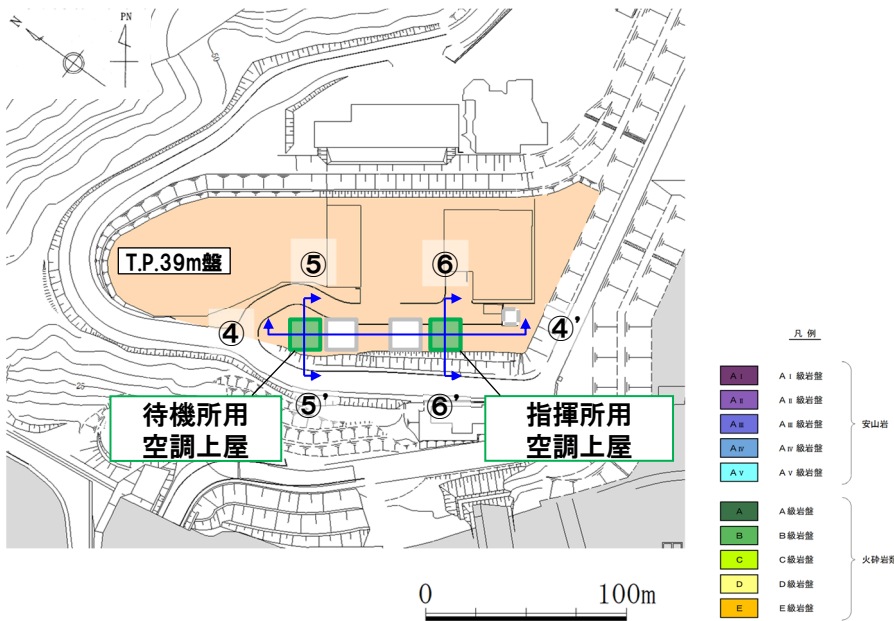 N
PN
50
T.P.39m盤
⑤
⑥
④
④'
⑤'
⑥'
25
待機所用
空調上屋
指揮所用
空調上屋
0 100m
凡 例
AⅠ AⅠ級岩盤
AⅡ AⅡ級岩盤
AⅢ AⅢ級岩盤
AⅣ AⅣ級岩盤
AⅤ AⅤ級岩盤
安山岩
A A級岩盤
B B級岩盤
C C級岩盤
D D級岩盤
E E級岩盤
火砕岩類